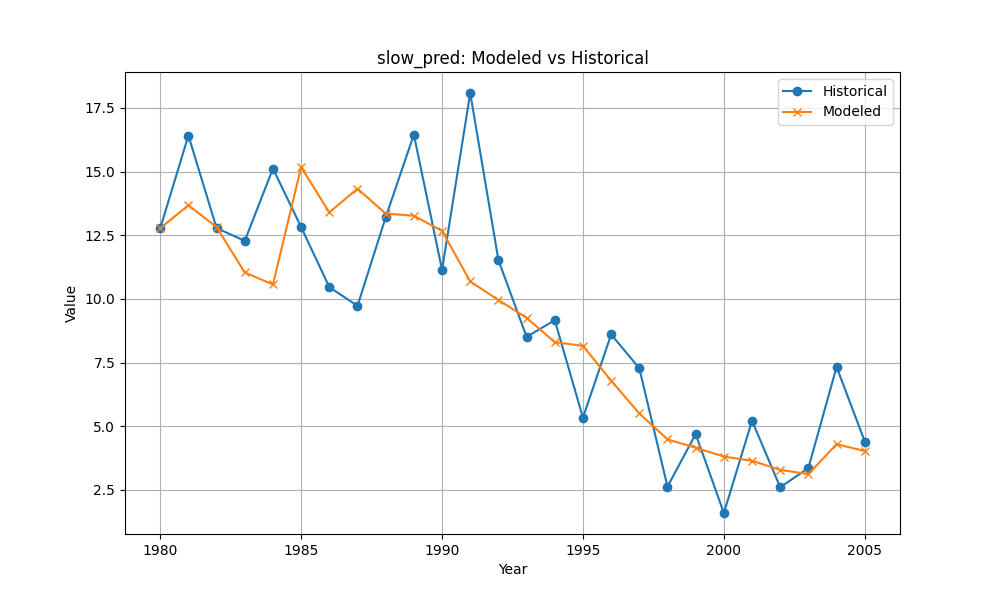 slow_pred: Modeled vs Historical
Historical
Modeled
Value
17.5
15.0
12.5
10.0
7.5
5.0
2.5
1980 1985 1990 1995 2000 2005
Year